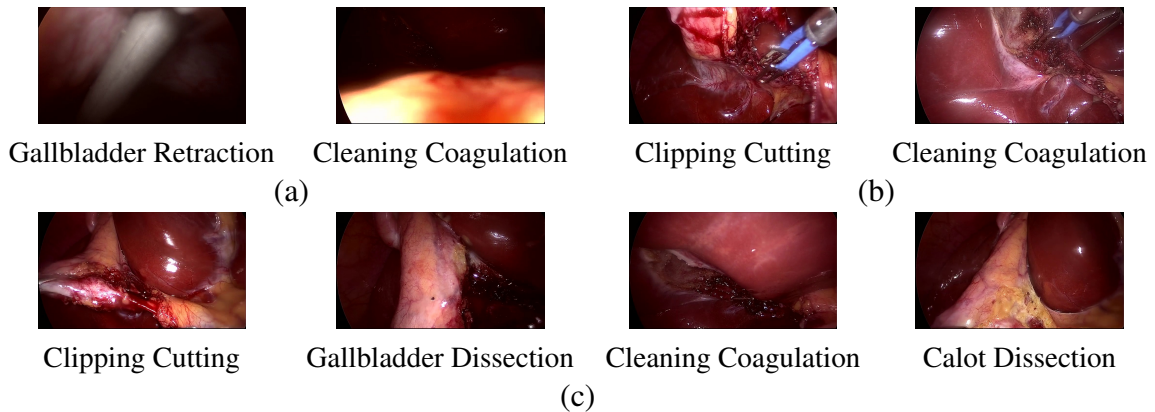 Gallbladder Retraction
Cleaning Coagulation
Clipping Cutting
Cleaning Coagulation
(a)
(b)
Clipping Cutting
Gallbladder Dissection
Cleaning Coagulation
Calot Dissection
(c)